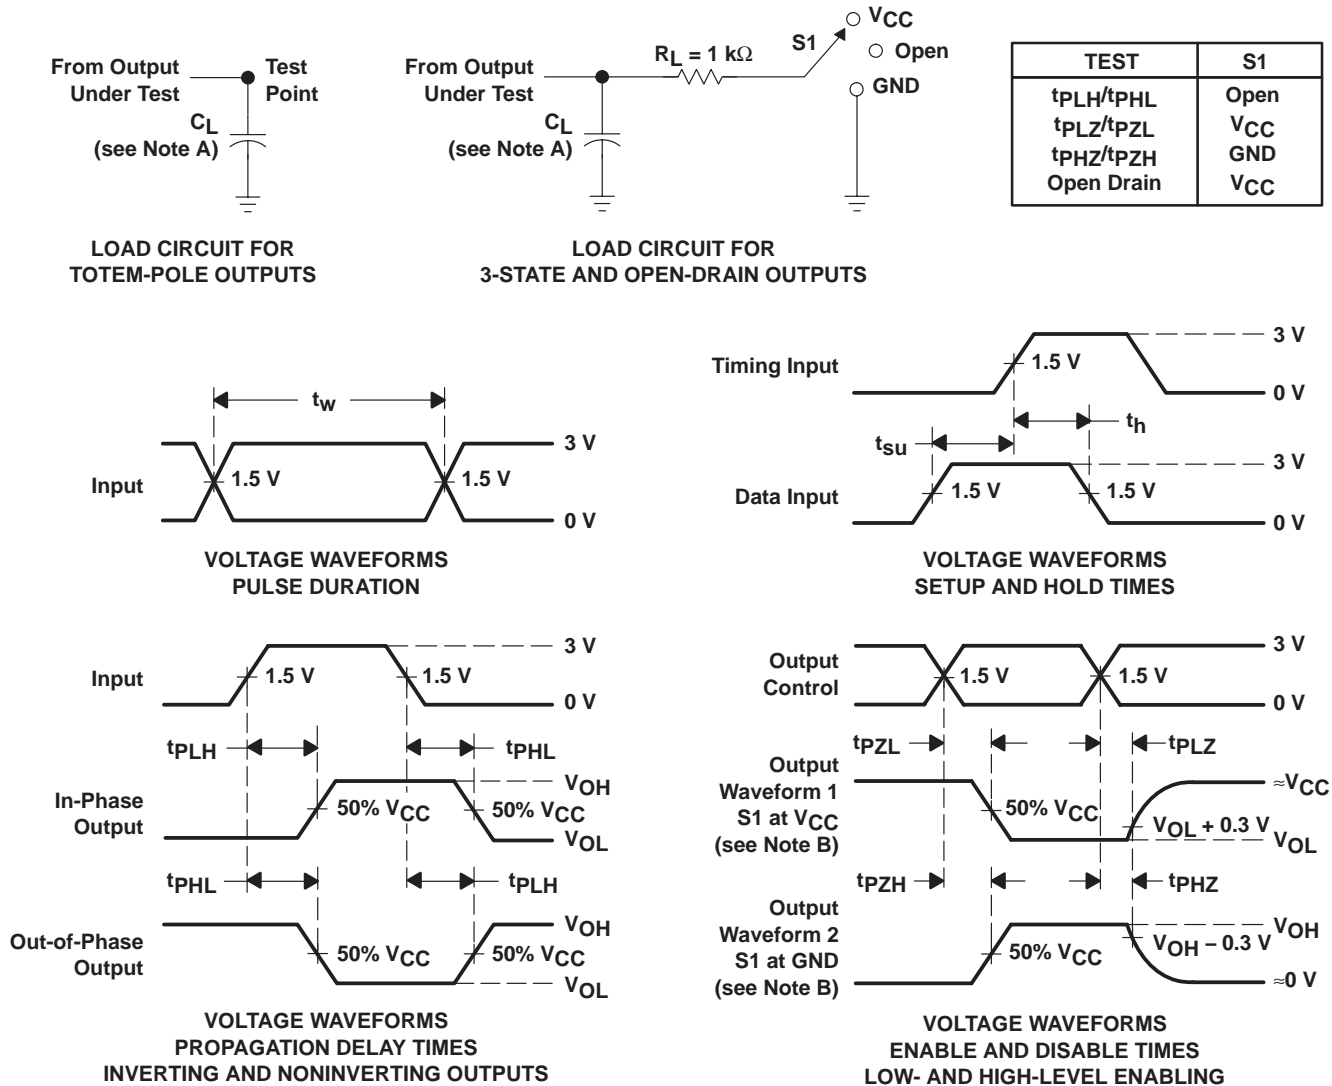 From Output
Under Test
Test
Point
CL
(see Note A)
LOAD CIRCUIT FOR
TOTEM-POLE OUTPUTS
From Output
Under Test
RL = 1 kΩ
S1
VCC
Open
GND
CL
(see Note A)
LOAD CIRCUIT FOR
3-STATE AND OPEN-DRAIN OUTPUTS
TEST S1
tPLH/tPHL Open
tPLZ/tPZL VCC
tPHZ/tPZH GND
Open Drain VCC
tw
Input
1.5 V
1.5 V
3 V
0 V
VOLTAGE WAVEFORMS
PULSE DURATION
Timing Input
1.5 V
3 V
0 V
tsu
th
Data Input
1.5 V
1.5 V
3 V
0 V
VOLTAGE WAVEFORMS
SETUP AND HOLD TIMES
Input
1.5 V
1.5 V
3 V
0 V
tPLH
tPHL
In-Phase
Output
50% VCC
50% VCC
VOH
VOL
tPHL
tPLH
Out-of-Phase
Output
50% VCC
50% VCC
VOH
VOL
VOLTAGE WAVEFORMS
PROPAGATION DELAY TIMES
INVERTING AND NONINVERTING OUTPUTS
Output
Control
1.5 V
1.5 V
3 V
0 V
tPZL
tPLZ
Output
Waveform 1
S1 at VCC
(see Note B)
50% VCC
VOL + 0.3 V
≈VCC
VOL
tPZH
tPHZ
Output
Waveform 2
S1 at GND
(see Note B)
50% VCC
VOH − 0.3 V
VOH
≈0 V
VOLTAGE WAVEFORMS
ENABLE AND DISABLE TIMES
LOW- AND HIGH-LEVEL ENABLING